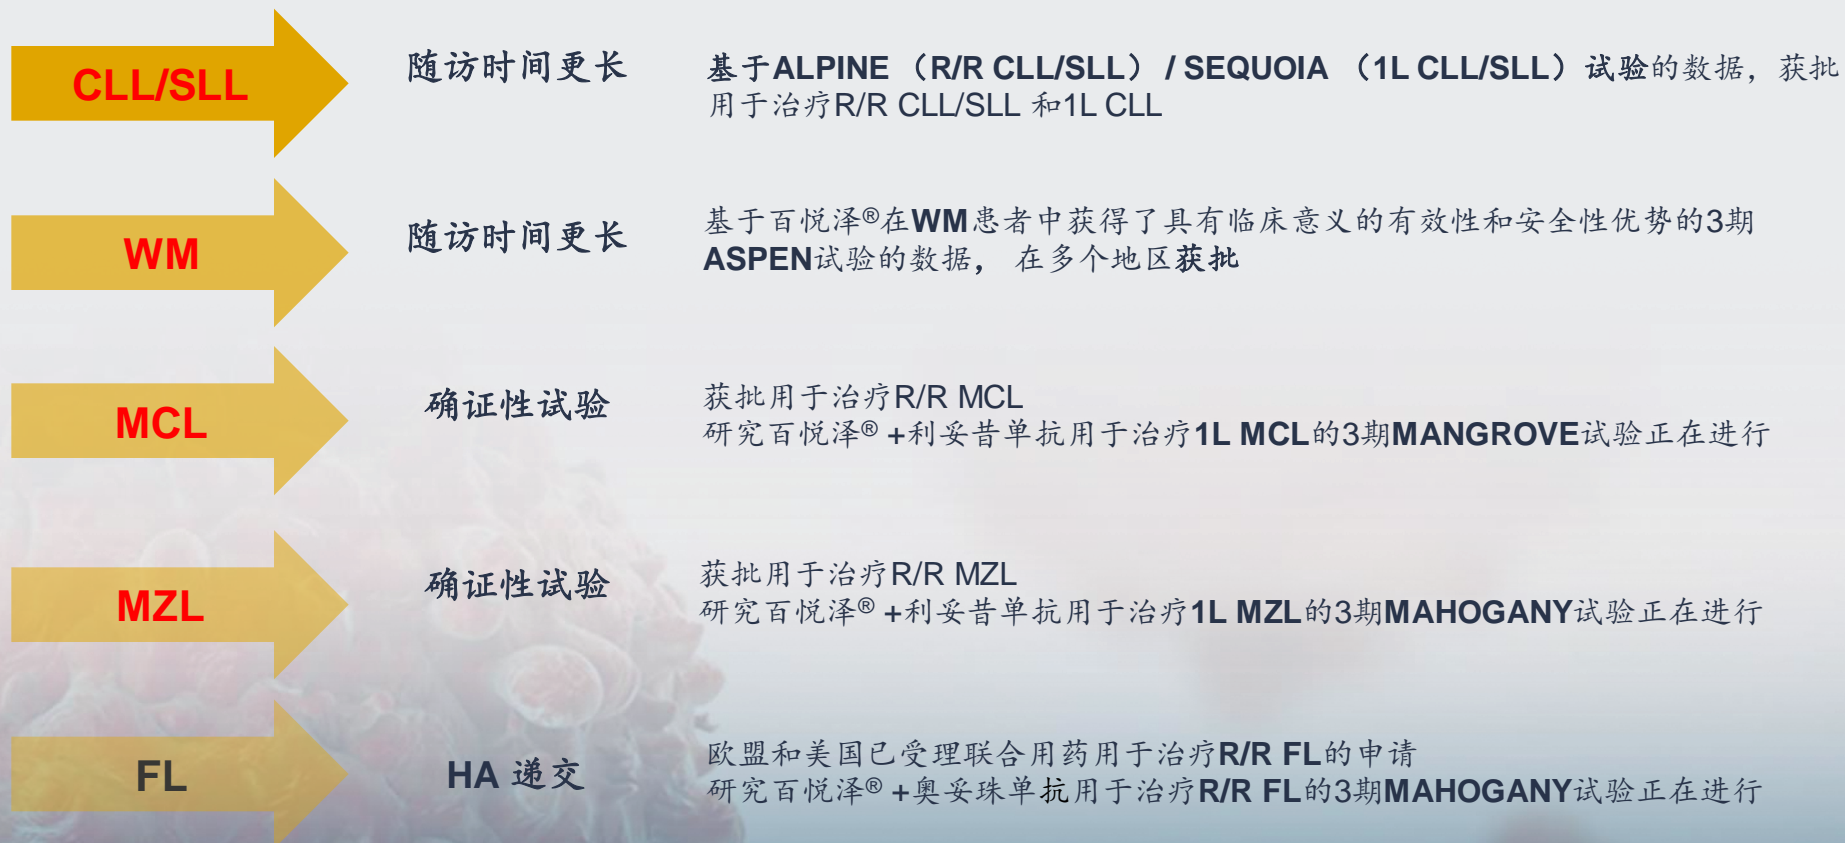 CLL/SLL
随访时间更长
基于ALPINE （R/R CLL/SLL） / SEQUOIA （1L CLL/SLL）试验的数据，获批
用于治疗R/R CLL/SLL 和1L CLL
WM
随访时间更长
基于百悦泽®在WM患者中获得了具有临床意义的有效性和安全性优势的3期
ASPEN试验的数据， 在多个地区获批
MCL
确证性试验
获批用于治疗R/R MCL
研究百悦泽® +利妥昔单抗用于治疗1L MCL的3期MANGROVE试验正在进行
MZL
确证性试验
获批用于治疗R/R MZL
研究百悦泽® +利妥昔单抗用于治疗1L MZL的3期MAHOGANY试验正在进行
FL
HA 递交
欧盟和美国已受理联合用药用于治疗R/R FL的申请
研究百悦泽® +奥妥珠单抗用于治疗R/R FL的3期MAHOGANY试验正在进行